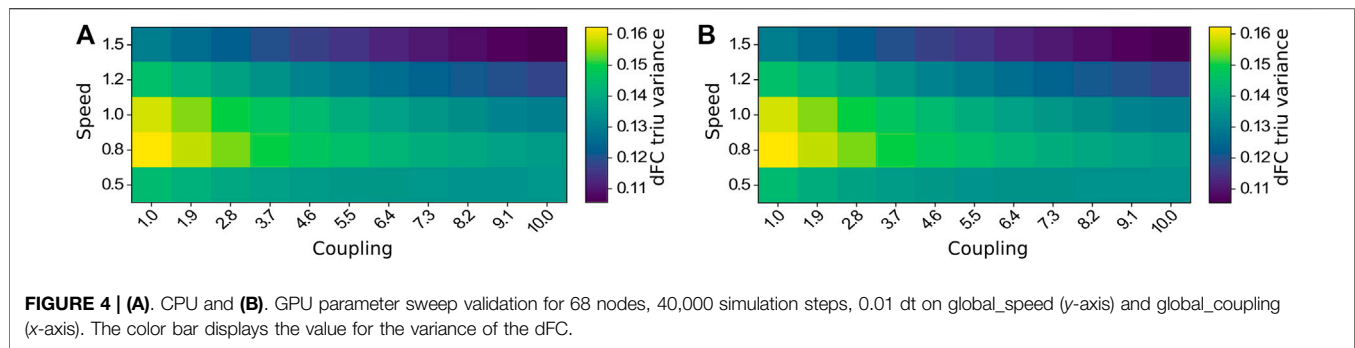 A
1.5
1.2
1.0
0.8
0.5
Speed
1.0 1.9 2.8 3.7 4.6 5.5 6.4 7.3 8.2 9.1 10.0
Coupling
0.16
0.15
0.14
0.13
0.12
0.11
dFC triu variance
B
1.5
1.2
1.0
0.8
0.5
Speed
1.0 1.9 2.8 3.7 4.6 5.5 6.4 7.3 8.2 9.1 10.0
Coupling
0.16
0.15
0.14
0.13
0.12
0.11
dFC triu variance
FIGURE 4 | (A). CPU and (B). GPU parameter sweep validation for 68 nodes, 40,000 simulation steps, 0.01 dt on global_speed (y-axis) and global_coupling
(x-axis). The color bar displays the value for the variance of the dFC.